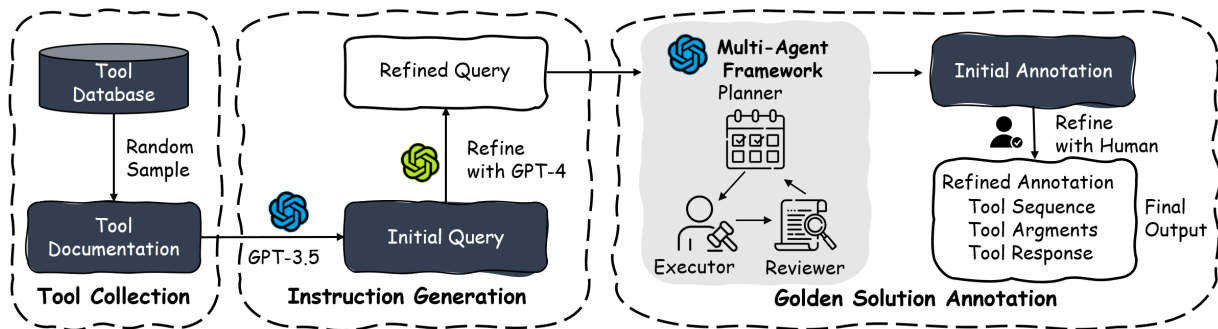 Tool
Database
Random
Sample
Tool
Documentation
Tool Collection
GPT-3.5
Refined Query
Refine
with GPT-4
Initial Query
Instruction Generation
Multi-Agent
Framework
Planner
Executor
Reviewer
Initial Annotation
Refine
with Human
Refined Annotation
Tool Sequence
Tool Argments
Tool Response
Final
Output
Golden Solution Annotation